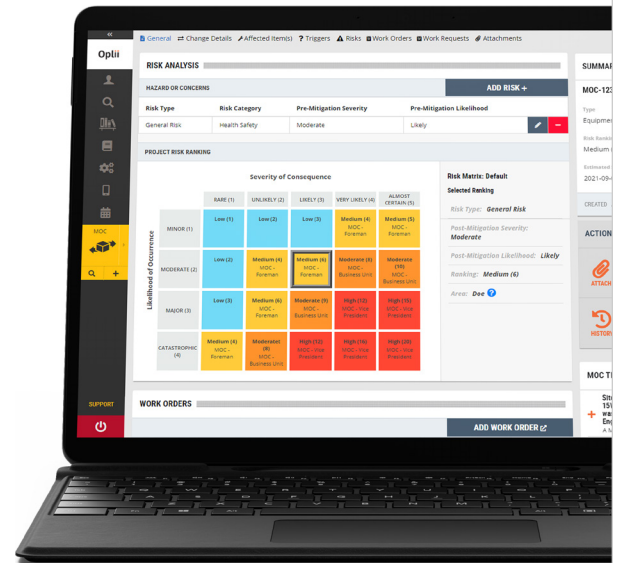 «
Oplii
General Change Details Affected Item(s) ? Triggers Risks Work Orders Work Requests Attachments
RISK ANALYSIS
HAZARD OR CONCERNS
ADD RISK +
Risk Type Risk Category Pre-Mitigation Severity Pre-Mitigation Likelihood
General Risk Health Safety Moderate Likely
PROJECT RISK RANKING
Severity of Consequence
RARE (1) UNLIKELY (2) LIKELY (3) VERY LIKELY (4) ALMOST CERTAIN (5)
Likelihood of Occurrence
MINOR (1) Low (1) Low (2) Low (3) Medium (4) MOC - Foreman Medium (5) MOC - Foreman
MODERATE (2) Low (2) Medium (4) MOC - Foreman Medium (6) MOC - Foreman Moderate (8) MOC - Business Unit Moderate (10) MOC - Business Unit
MAJOR (3) Low (3) Medium (6) MOC - Foreman Moderate (9) MOC - Business Unit High (12) MOC - Vice President High (15) MOC - Vice President
CATASTROPHIC (4) Medium (4) MOC - Foreman Moderatet (8) MOC - Business Unit High (12) MOC - Vice President High (16) MOC - Vice President High (20) MOC - Vice President
Risk Matrix: Default
Selected Ranking
Risk Type: General Risk
Post-Mitigation Severity:
Moderate
Post-Mitigation Likelihood: Likely
Ranking: Medium (6)
Area: Doe ?
WORK ORDERS
ADD WORK ORDER
MOC
+
SUPPORT
SUMMAR
MOC-123
Type
Equipmen
Risk Rankin
Medium (
Estimated
2021-09-
CREATED
ACTION
ATTACH
HISTORY
MOC TI
+ Site
15\
wa
Eng